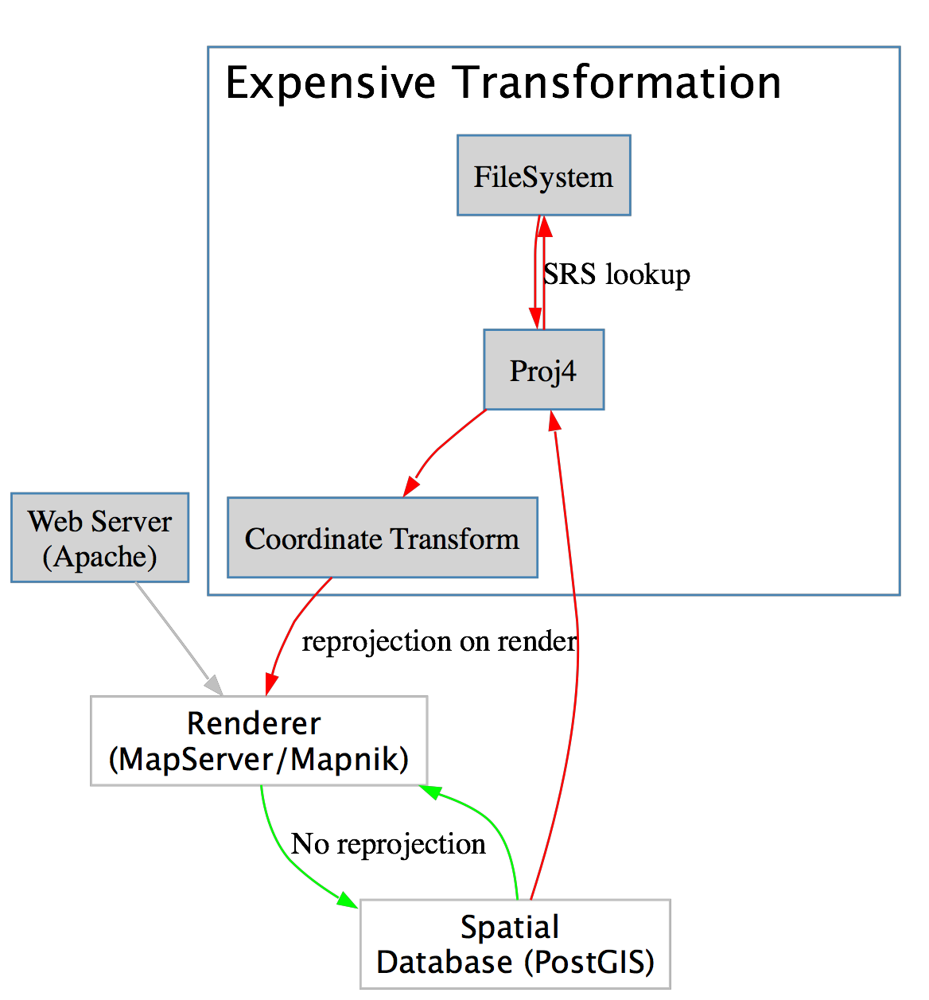 Expensive Transformation
FileSystem
SRS lookup
Proj4
Web Server
(Apache)
Coordinate Transform
reprojection on render
Renderer
(MapServer/Mapnik)
No reprojection
Spatial
Database (PostGIS)